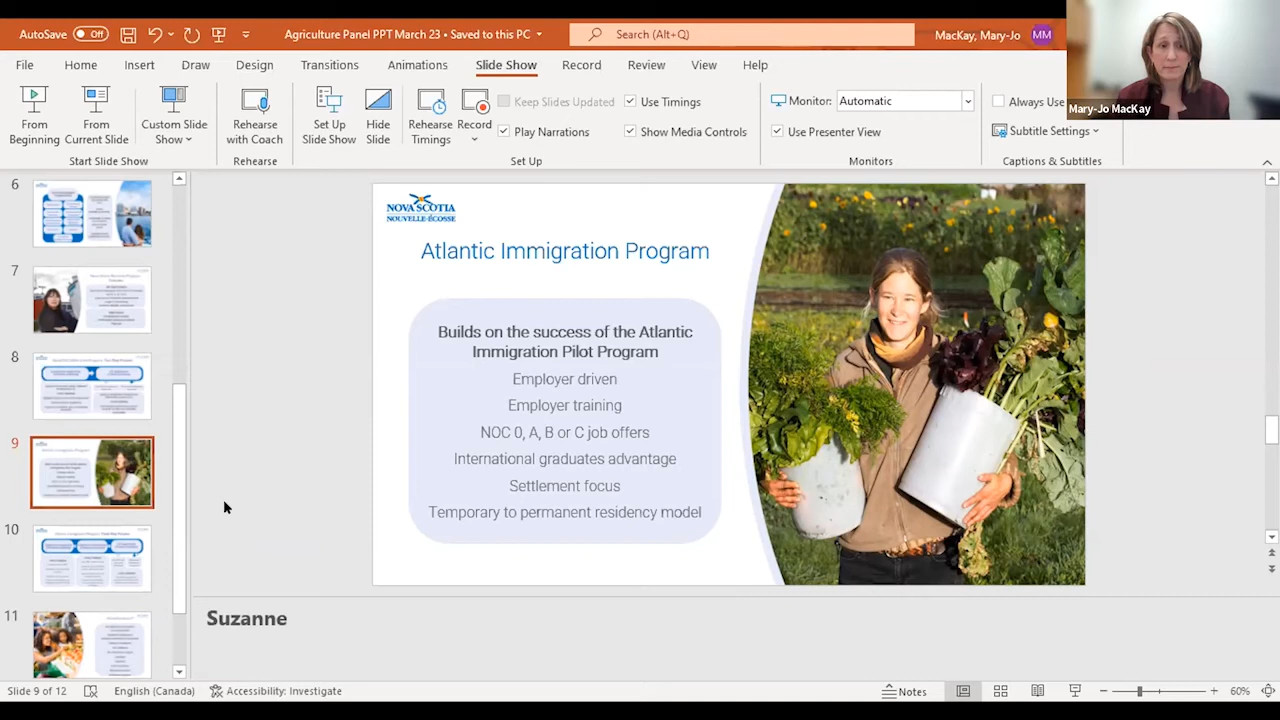 AutoSave Off
Agriculture Panel PPT March 23 • Saved to this PC
Search (Alt+Q)
MacKay, Mary-Jo MM
File Home Insert Draw Design Transitions Animations Slide Show Record Review View Help
From Beginning
From Current Slide
Custom Slide Show
Start Slide Show
Rehearse with Coach
Rehearse
Set Up Slide Show
Hide Slide
Rehearse Timings
Record
Keep Slides Updated
Play Narrations
Use Timings
Show Media Controls
Set Up
Monitor: Automatic
Use Presenter View
Monitors
Always Use
Subtitle Settings
Captions & Subtitles
Mary-Jo MacKay
6
7
8
9
10
11
NOVA SCOTIA
NOUVELLE-ÉCOSSE
Atlantic Immigration Program
Builds on the success of the Atlantic
Immigration Pilot Program
Employer driven
Employer training
NOC 0, A, B or C job offers
International graduates advantage
Settlement focus
Temporary to permanent residency model
Suzanne
Slide 9 of 12 English (Canada) Accessibility: Investigate Notes 60%